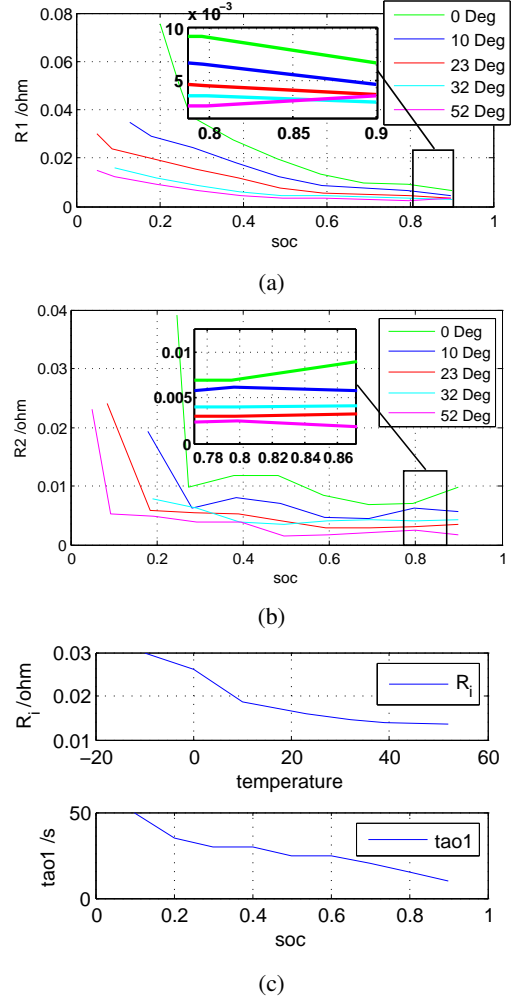 0.08
0.06
0.04
0.02
0
R1 /ohm
x 10⁻³
10
5
0.8 0.85 0.9
0 Deg
10 Deg
23 Deg
32 Deg
52 Deg
0 0.2 0.4 0.6 0.8 1
soc
(a)
0.04
0.03
0.02
0.01
0
R2 /ohm
0.01
0.005
0
0.78 0.8 0.82 0.84 0.86
0 Deg
10 Deg
23 Deg
32 Deg
52 Deg
0 0.2 0.4 0.6 0.8 1
soc
(b)
0.03
0.02
0.01
R_i /ohm
R_i
−20 0 20 40 60
temperature
50
0
tao1 /s
tao1
0 0.2 0.4 0.6 0.8 1
soc
(c)